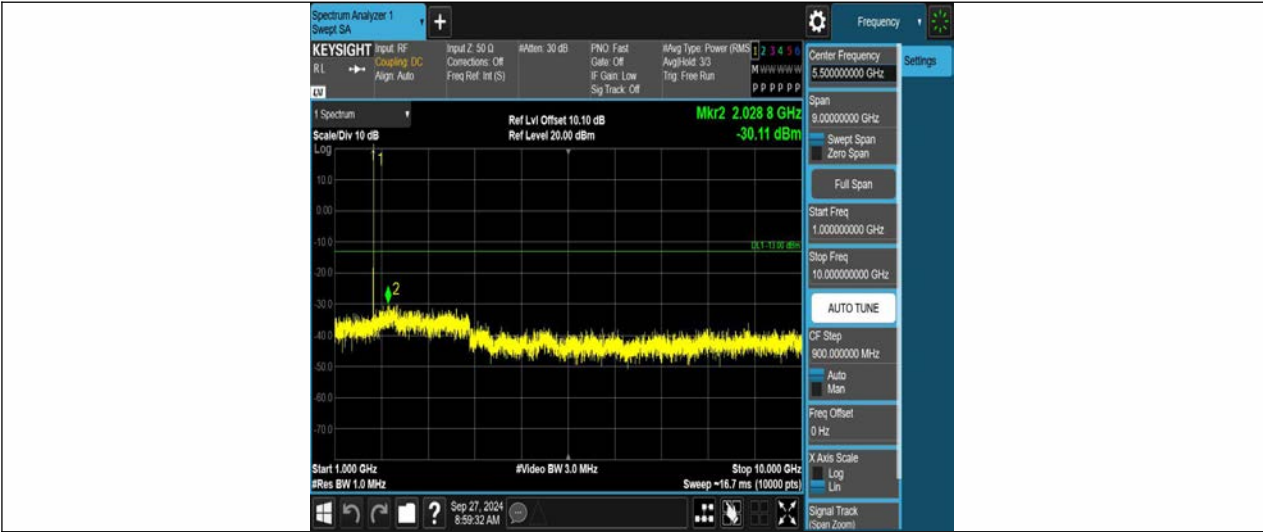 Spectrum Analyzer 1
Swept SA
+
Frequency
KEYSIGHT
RL
Input: RF
Coupling: DC
Align: Auto
Input Z: 50 Ω
Corrections: Off
Freq Ref: Int (S)
#Atten: 30 dB
PNO: Fast
Gate: Off
IF Gain: Low
Sig Track: Off
#Avg Type: Power (RMS
Avg|Hold: 3/3
Trig: Free Run
1 2 3 4 5 6
M W W W W W
P P P P P P
LXI
Center Frequency
5.500000000 GHz
Settings
1 Spectrum
Scale/Div 10 dB
Log
Ref Lvl Offset 10.10 dB
Ref Level 20.00 dBm
Mkr2 2.028 8 GHz
-30.11 dBm
Span
9.00000000 GHz
Swept Span
Zero Span
Full Span
Start Freq
1.000000000 GHz
Stop Freq
10.000000000 GHz
AUTO TUNE
CF Step
900.000000 MHz
Auto
Man
Freq Offset
0 Hz
X Axis Scale
Log
Lin
Signal Track
(Span Zoom)
1
10.0
0.00
-10.0
DL1 -13.00 dBm
-20.0
2
-30.0
-40.0
-50.0
-60.0
-70.0
Start 1.000 GHz
#Res BW 1.0 MHz
#Video BW 3.0 MHz
Stop 10.000 GHz
Sweep ~16.7 ms (10000 pts)
?
Sep 27, 2024
8:59:32 AM